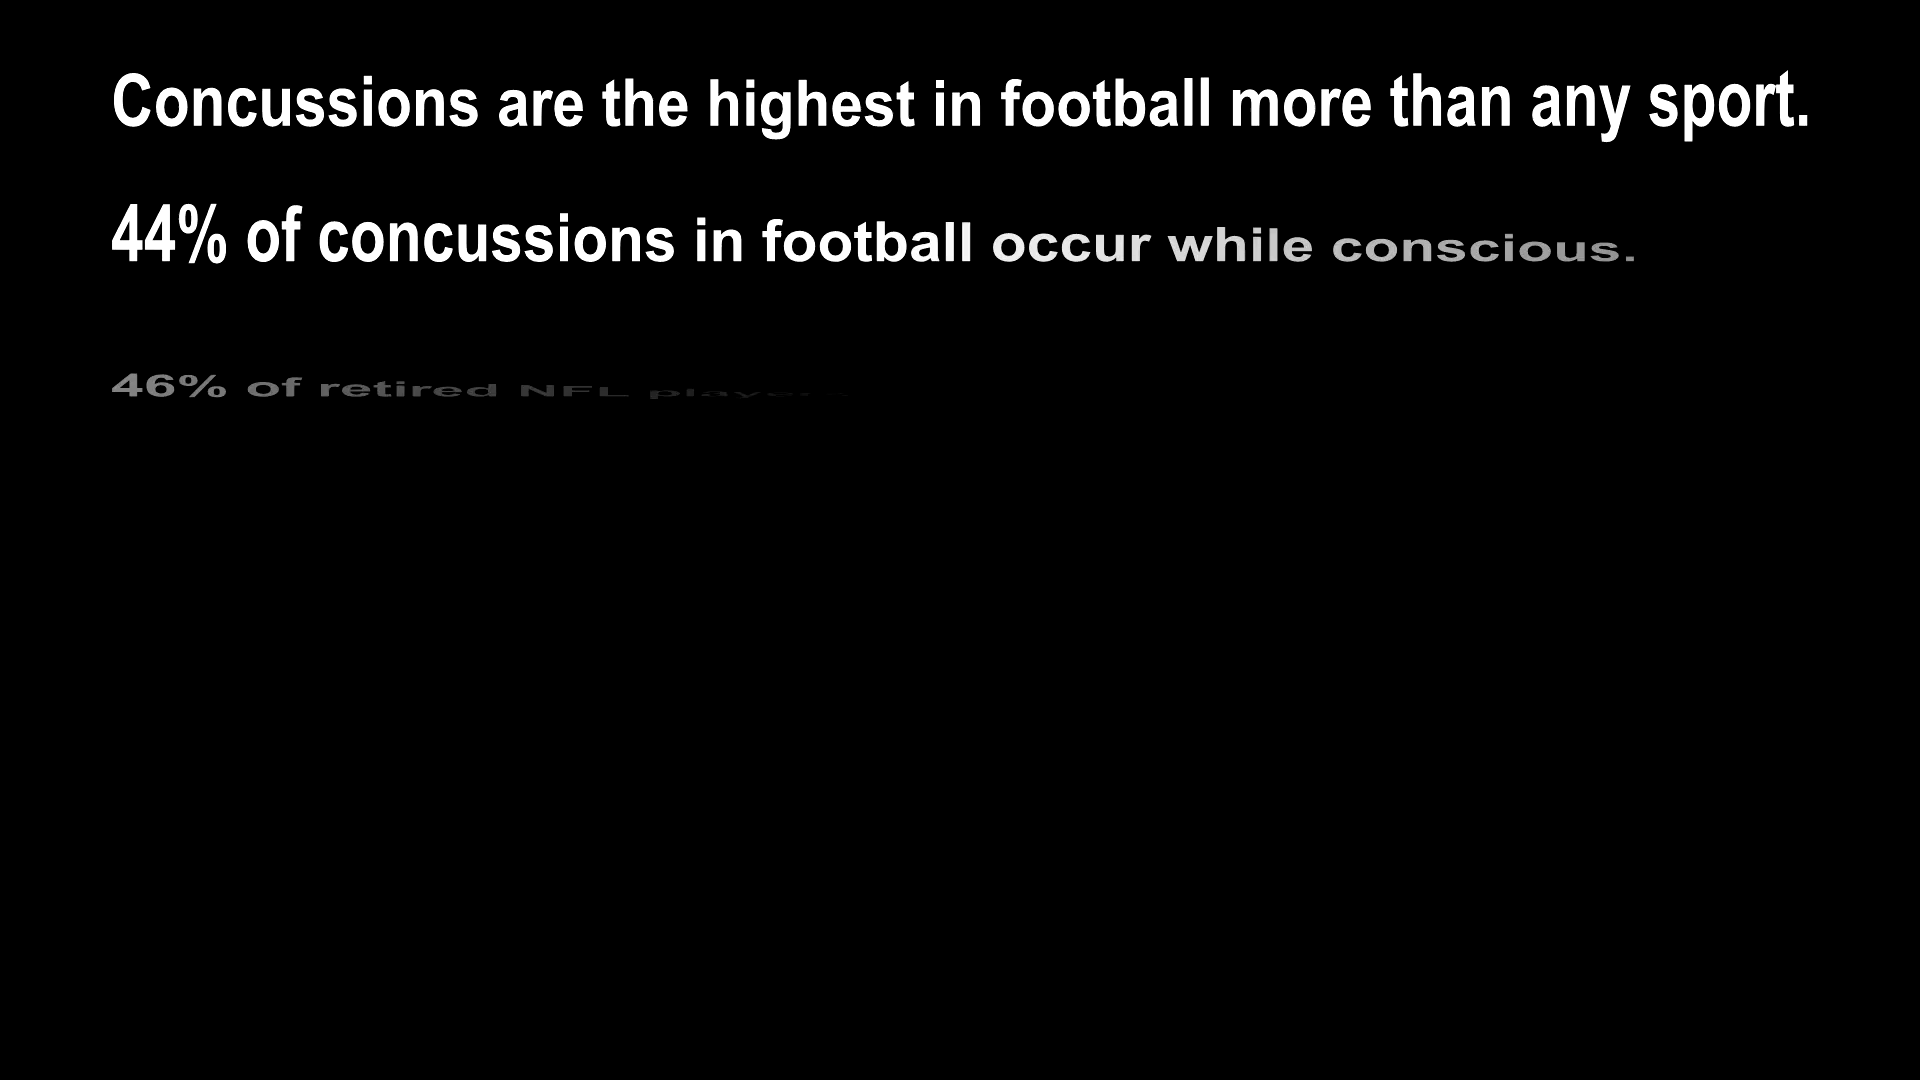 Concussions are the highest in football more than any sport.
44% of concussions in football occur while conscious.
46% of retired NFL players